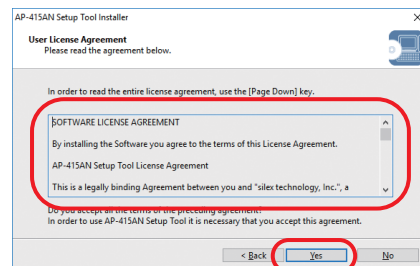 AP-415AN Setup Tool Installer
User License Agreement
Please read the agreement below.
In order to read the entire license agreement, use the [Page Down] key.
SOFTWARE LICENSE AGREEMENT
By installing the Software you agree to the terms of this License Agreement.
AP-415AN Setup Tool License Agreement
This is a legally binding Agreement between you and "silex technology, Inc.", a
Do you accept all the terms of the preceding agreement?
In order to use AP-415AN Setup Tool it is necessary that you accept this agreement.
< Back Yes No